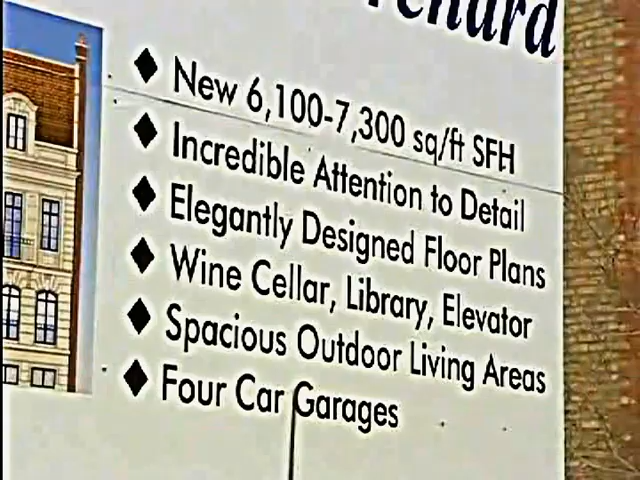 New 6,100-7,300 sq/ft SFH
Incredible Attention to Detail
Elegantly Designed Floor Plans
Wine Cellar, Library, Elevator
Spacious Outdoor Living Areas
Four Car Garages